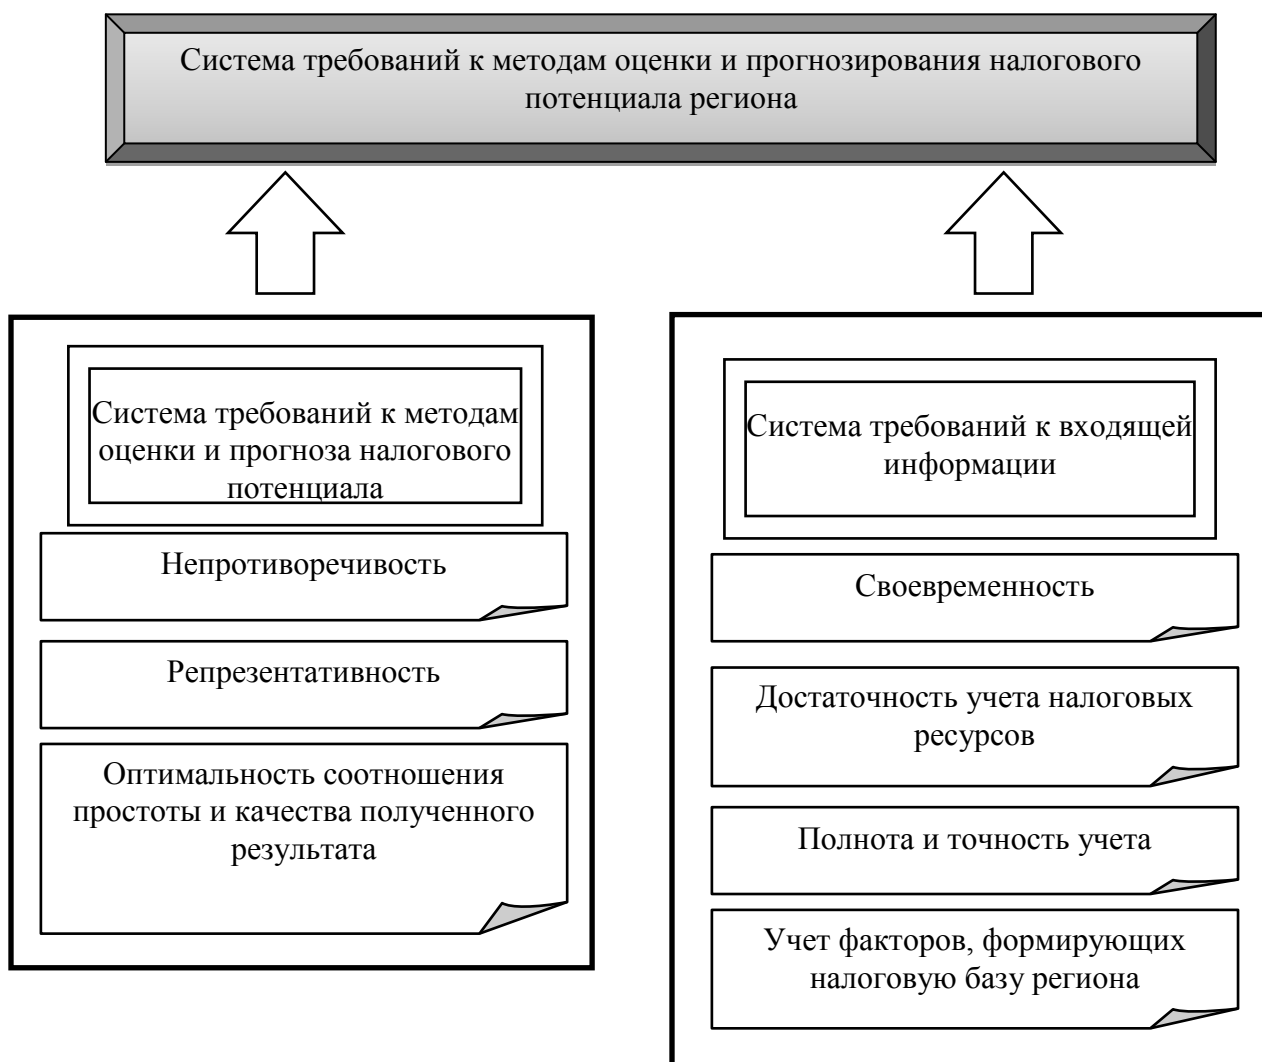 Система требований к методам оценки и прогнозирования налогового
потенциала региона
Система требований к методам
оценки и прогноза налогового
потенциала
Непротиворечивость
Репрезентативность
Оптимальность соотношения
простоты и качества полученного
результата
Система требований к входящей
информации
Своевременность
Достаточность учета налоговых
ресурсов
Полнота и точность учета
Учет факторов, формирующих
налоговую базу региона